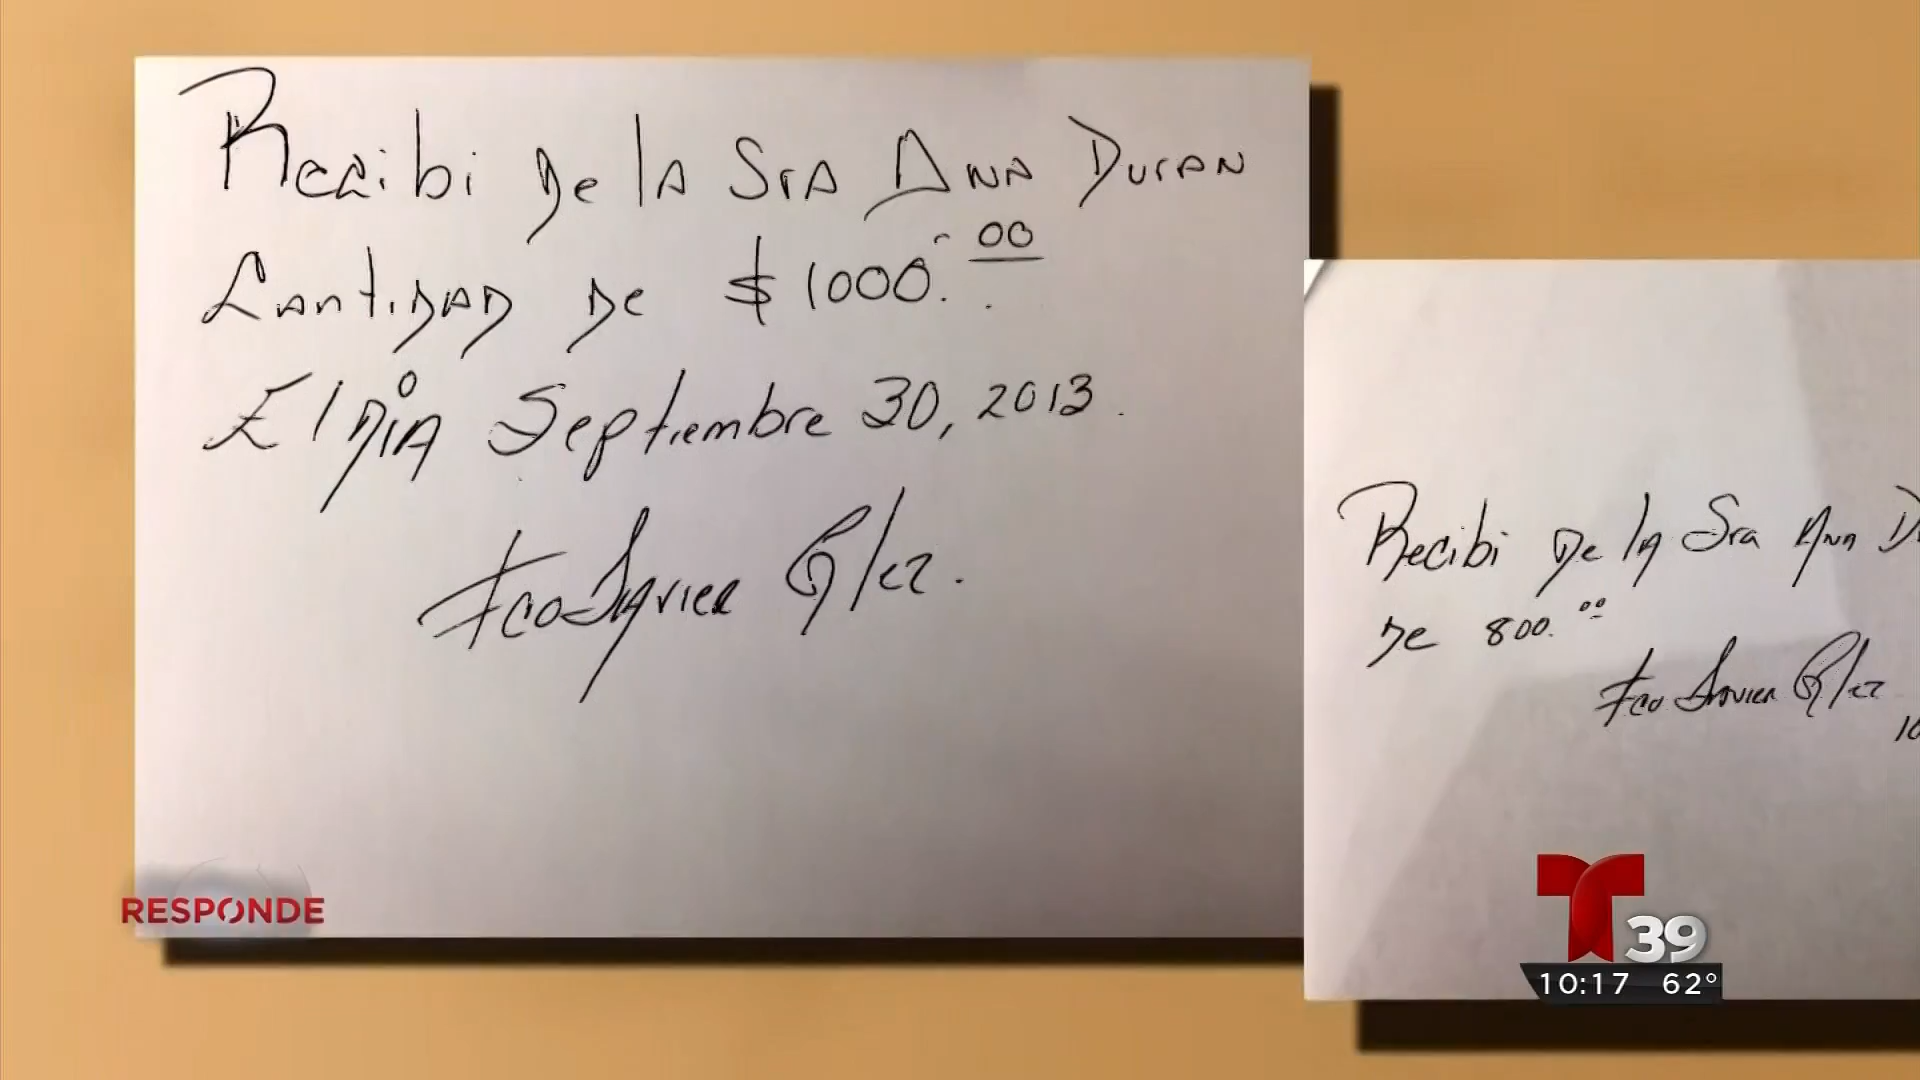 Recibi De la Sra Ana Duran
Cantidad de $1000.00
El Dia Septiembre 30, 2013.
Fco Javier Glez.
Recibi De la Sra Ana D
De 800.00
Fco Javier Glez
10
RESPONDE
39
10:17 62°